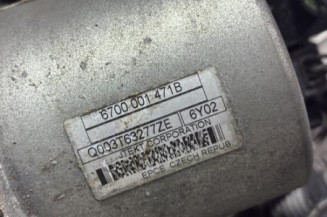 6700 001 471B
Q003T63277ZE 6Y02
JTEKT CORPORATION
EPCE CZECH REPUB